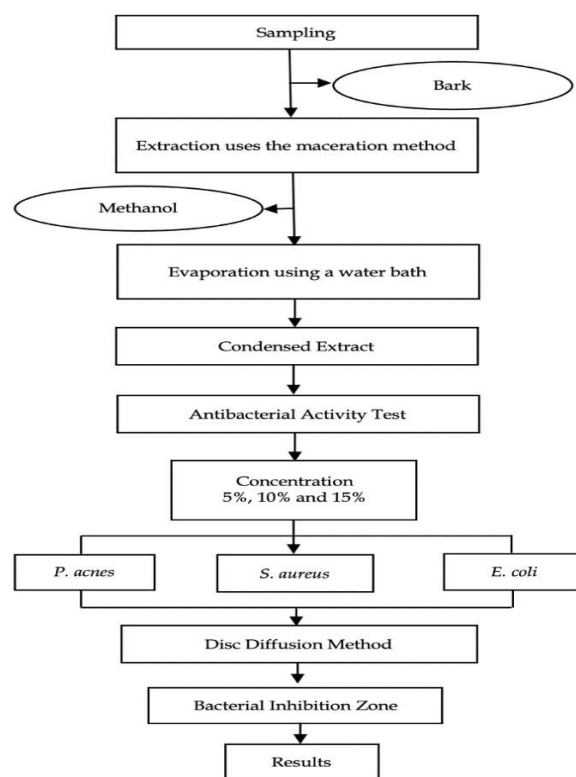 Sampling
Bark
Extraction uses the maceration method
Methanol
Evaporation using a water bath
Condensed Extract
Antibacterial Activity Test
Concentration
5%, 10% and 15%
P. acnes
S. aureus
E. coli
Disc Diffusion Method
Bacterial Inhibition Zone
Results